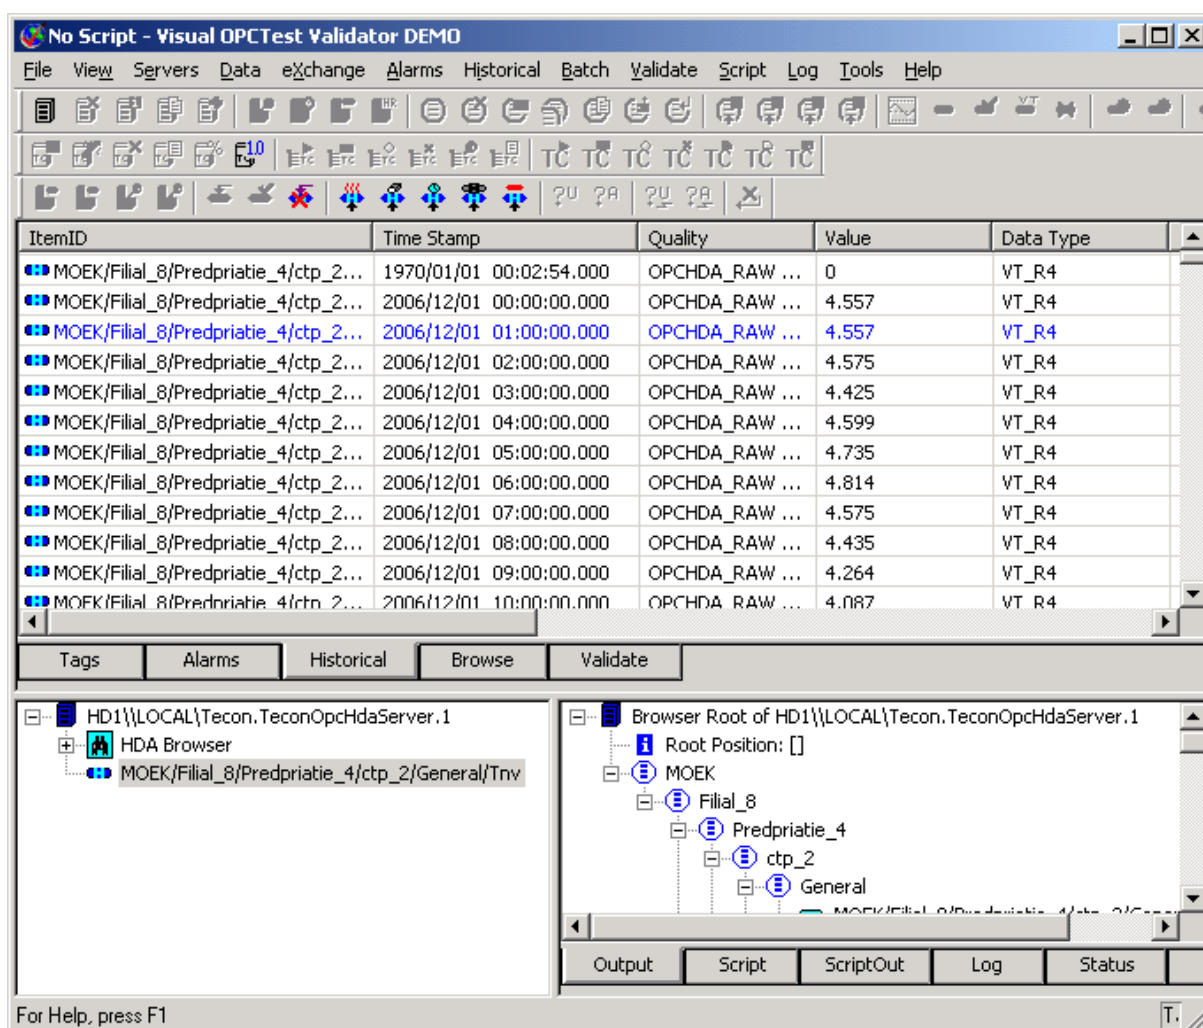 No Script - Visual OPCTest Validator DEMO
File View Servers Data eXchange Alarms Historical Batch Validate Script Log Tools Help
ItemID Time Stamp Quality Value Data Type
MOEK/Filial_8/Predpriatie_4/ctp_2... 1970/01/01 00:02:54.000 OPCHDA_RAW ... 0 VT_R4
MOEK/Filial_8/Predpriatie_4/ctp_2... 2006/12/01 00:00:00.000 OPCHDA_RAW ... 4.557 VT_R4
MOEK/Filial_8/Predpriatie_4/ctp_2... 2006/12/01 01:00:00.000 OPCHDA_RAW ... 4.557 VT_R4
MOEK/Filial_8/Predpriatie_4/ctp_2... 2006/12/01 02:00:00.000 OPCHDA_RAW ... 4.575 VT_R4
MOEK/Filial_8/Predpriatie_4/ctp_2... 2006/12/01 03:00:00.000 OPCHDA_RAW ... 4.425 VT_R4
MOEK/Filial_8/Predpriatie_4/ctp_2... 2006/12/01 04:00:00.000 OPCHDA_RAW ... 4.599 VT_R4
MOEK/Filial_8/Predpriatie_4/ctp_2... 2006/12/01 05:00:00.000 OPCHDA_RAW ... 4.735 VT_R4
MOEK/Filial_8/Predpriatie_4/ctp_2... 2006/12/01 06:00:00.000 OPCHDA_RAW ... 4.814 VT_R4
MOEK/Filial_8/Predpriatie_4/ctp_2... 2006/12/01 07:00:00.000 OPCHDA_RAW ... 4.575 VT_R4
MOEK/Filial_8/Predpriatie_4/ctp_2... 2006/12/01 08:00:00.000 OPCHDA_RAW ... 4.435 VT_R4
MOEK/Filial_8/Predpriatie_4/ctp_2... 2006/12/01 09:00:00.000 OPCHDA_RAW ... 4.264 VT_R4
MOEK/Filial_8/Predpriatie_4/ctp_2... 2006/12/01 10:00:00.000 OPCHDA_RAW ... 4.087 VT_R4
Tags Alarms Historical Browse Validate
HD1\\LOCAL\Tecon.TeconOpcHdaServer.1
HDA Browser
MOEK/Filial_8/Predpriatie_4/ctp_2/General/Tnv
Browser Root of HD1\\LOCAL\Tecon.TeconOpcHdaServer.1
Root Position: []
MOEK
Filial_8
Predpriatie_4
ctp_2
General
Output Script ScriptOut Log Status
For Help, press F1